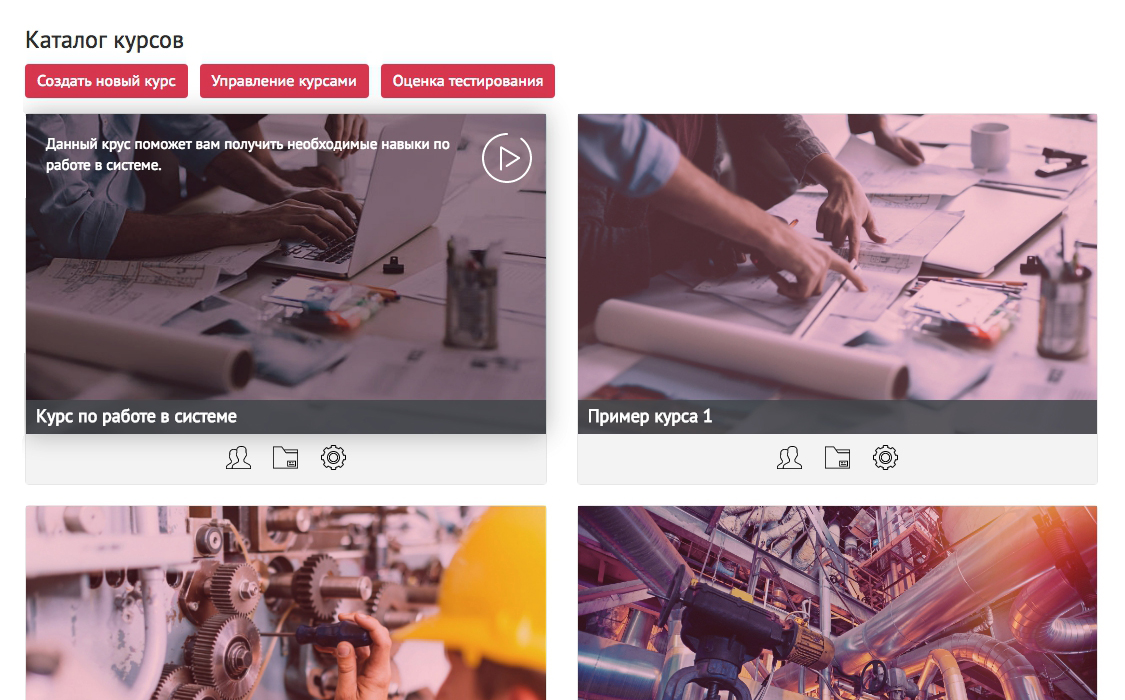 Каталог курсов
Создать новый курс
Управление курсами
Оценка тестирования
Данный крус поможет вам получить необходимые навыки по
работе в системе.
Курс по работе в системе
Пример курса 1